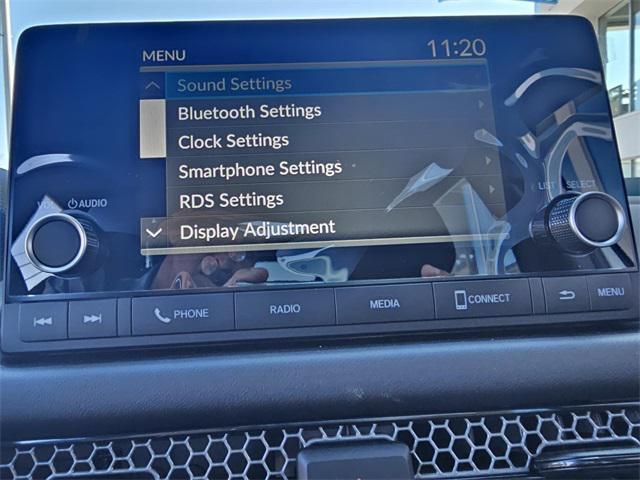 MENU 11:20
Sound Settings
Bluetooth Settings
Clock Settings
Smartphone Settings
RDS Settings
Display Adjustment
AUDIO
LIST SELECT
PHONE RADIO MEDIA CONNECT MENU